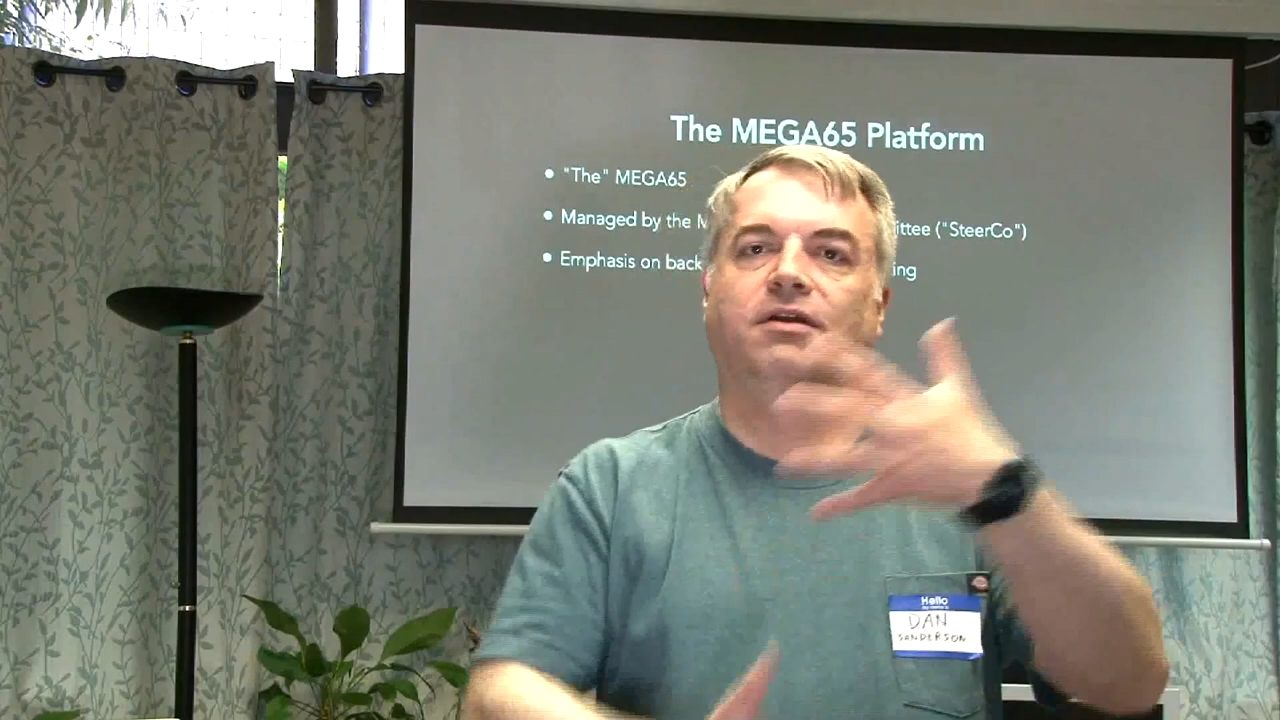 The MEGA65 Platform
• "The" MEGA65
• Managed by the M ittee ("SteerCo")
• Emphasis on back ing
Hello
DAN
SANDERSON